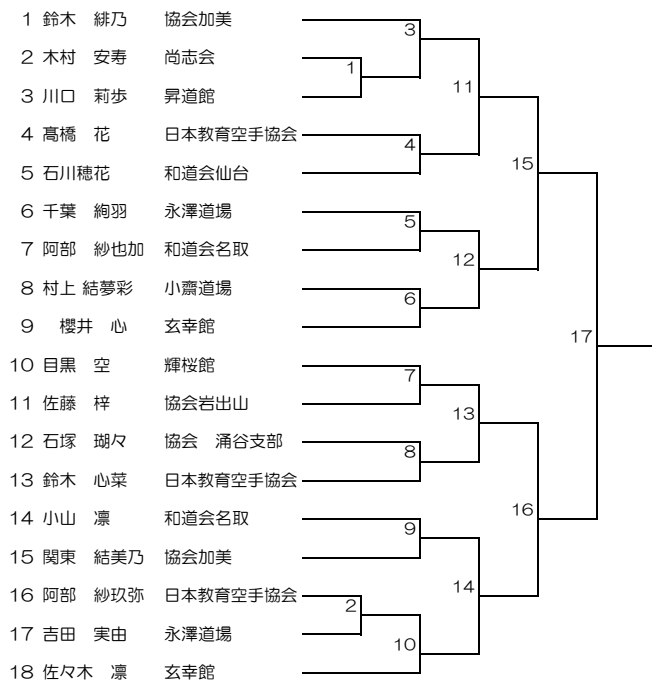 1 鈴木　緋乃　協会加美
3
2 木村　安寿　尚志会
1
3 川口　莉歩　昇道館
11
4 髙橋　花　日本教育空手協会
4
5 石川穂花　和道会仙台
15
6 千葉　絢羽　永澤道場
5
7 阿部　紗也加　和道会名取
12
8 村上 結夢彩　小齋道場
6
9 櫻井　心　玄幸館
17
10 目黒　空　輝桜館
7
11 佐藤　梓　協会岩出山
13
12 石塚　瑚々　協会　涌谷支部
8
13 鈴木　心菜　日本教育空手協会
16
14 小山　凛　和道会名取
9
15 関東　結美乃　協会加美
14
16 阿部　紗玖弥　日本教育空手協会
2
17 吉田　実由　永澤道場
10
18 佐々木　凛　玄幸館